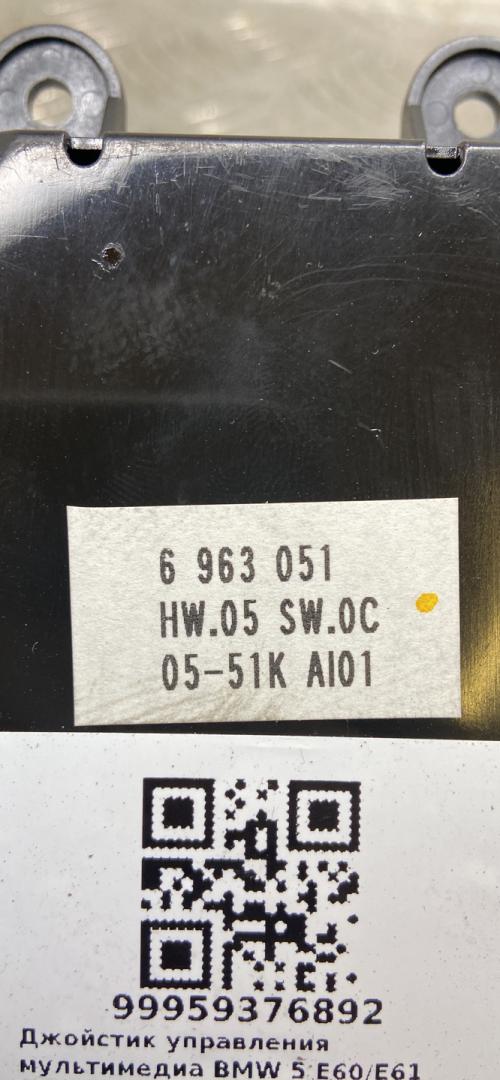 6 963 051
HW.05 SW.0C
05-51K AI01
99959376892
Джойстик управления
мультимедиа BMW 5 E60/E61